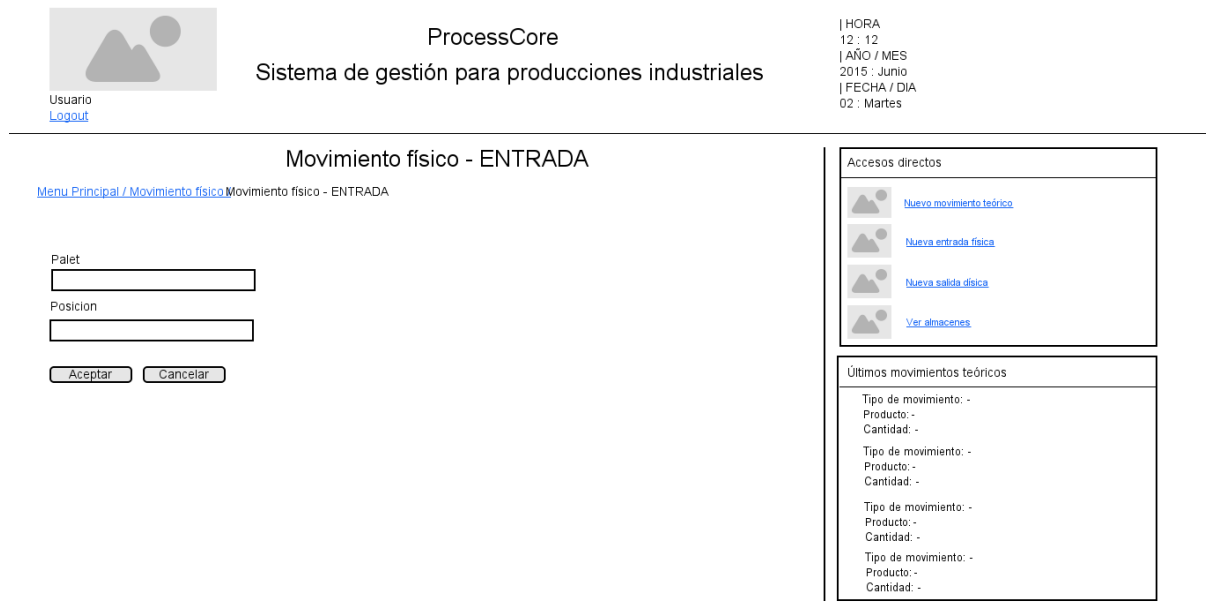 ProcessCore
Sistema de gestión para producciones industriales
Usuario
Logout
| HORA
12 : 12
| AÑO / MES
2015 : Junio
| FECHA / DIA
02 : Martes
Movimiento físico - ENTRADA
Menu Principal / Movimiento físico / Movimiento físico - ENTRADA
Palet
Posicion
Aceptar Cancelar
Accesos directos
Nuevo movimiento teórico
Nueva entrada física
Nueva salida dísica
Ver almacenes
Últimos movimientos teóricos
Tipo de movimiento: -
Producto: -
Cantidad: -
Tipo de movimiento: -
Producto: -
Cantidad: -
Tipo de movimiento: -
Producto: -
Cantidad: -
Tipo de movimiento: -
Producto: -
Cantidad: -